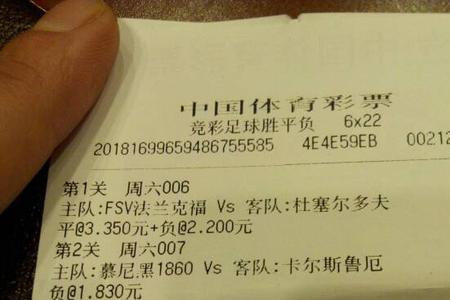 中国体育彩票
竞彩足球胜平负 6x22
20181699659486755585 4E4E59EB 00212
第1关 周六006
主队:FSV法兰克福 Vs 客队:杜塞尔多夫
平@3.350元+负@2.200元
第2关 周六007
主队:慕尼黑1860 Vs 客队:卡尔斯鲁厄
负@1.830元